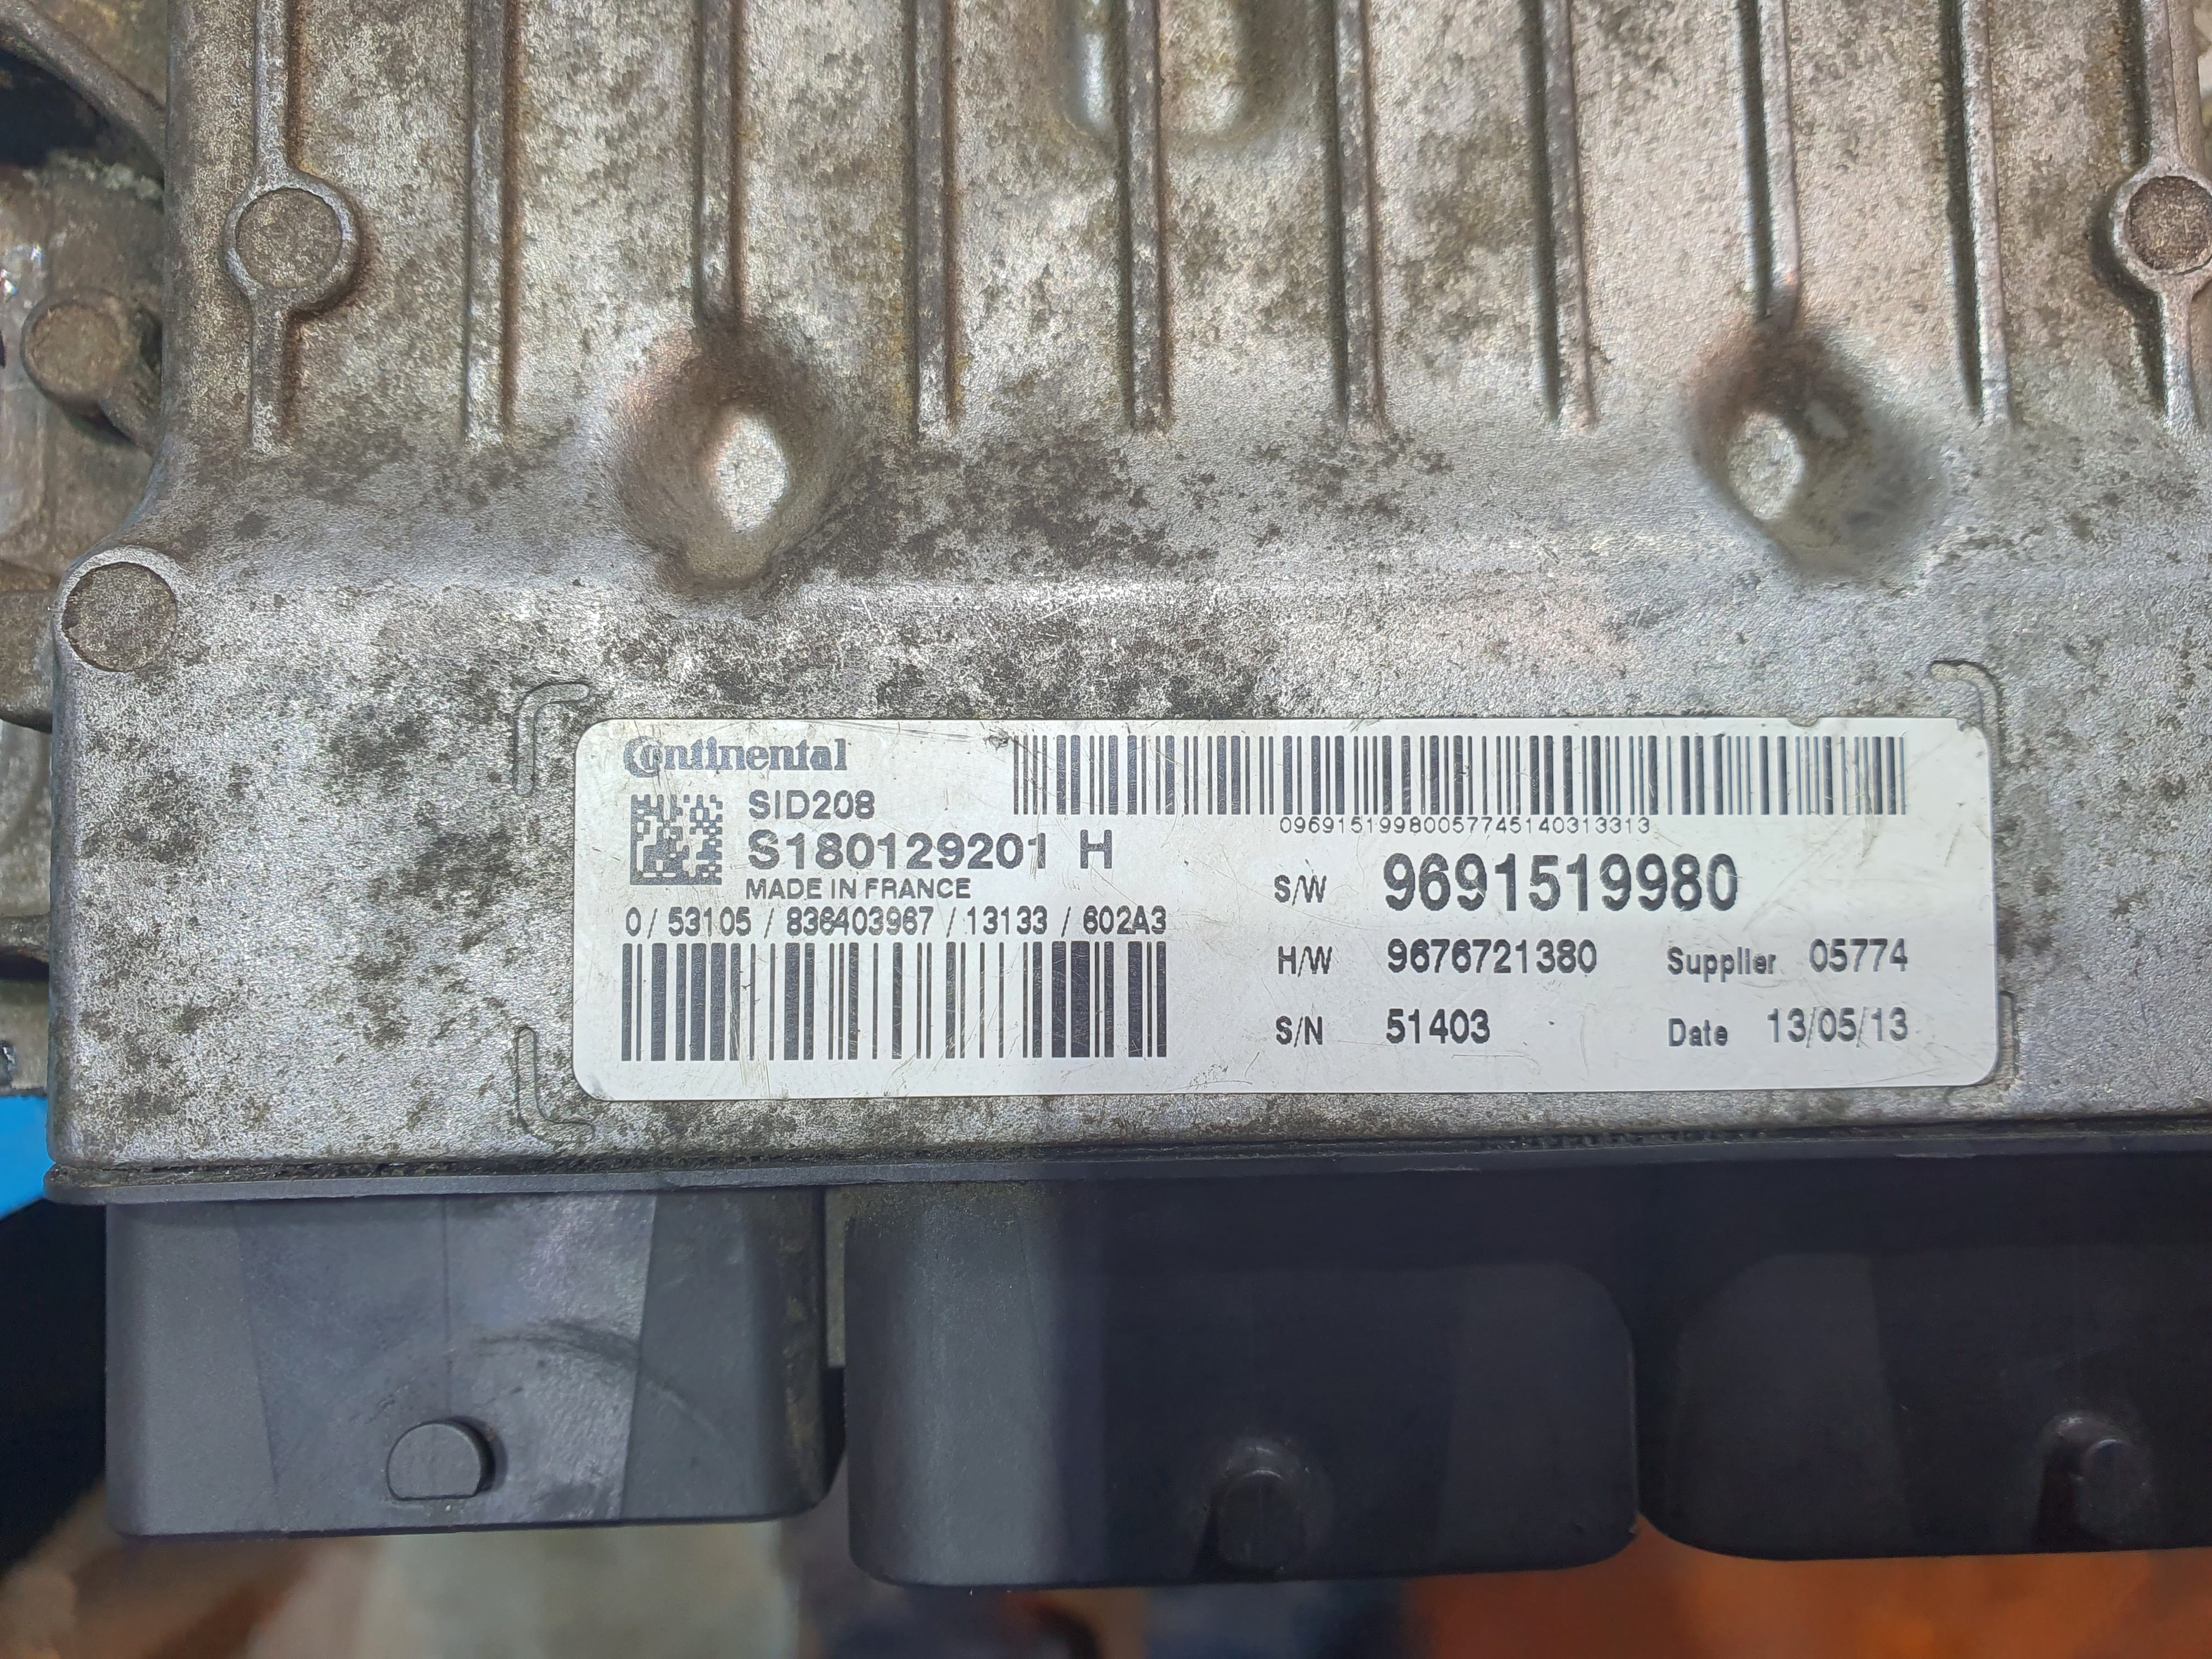 Continental
SID208
S180129201 H
MADE IN FRANCE
0 / 53105 / 836403967 / 13133 / 602A3
09691519980057745140313313
S/W 9691519980
H/W 9676721380 Supplier 05774
S/N 51403 Date 13/05/13